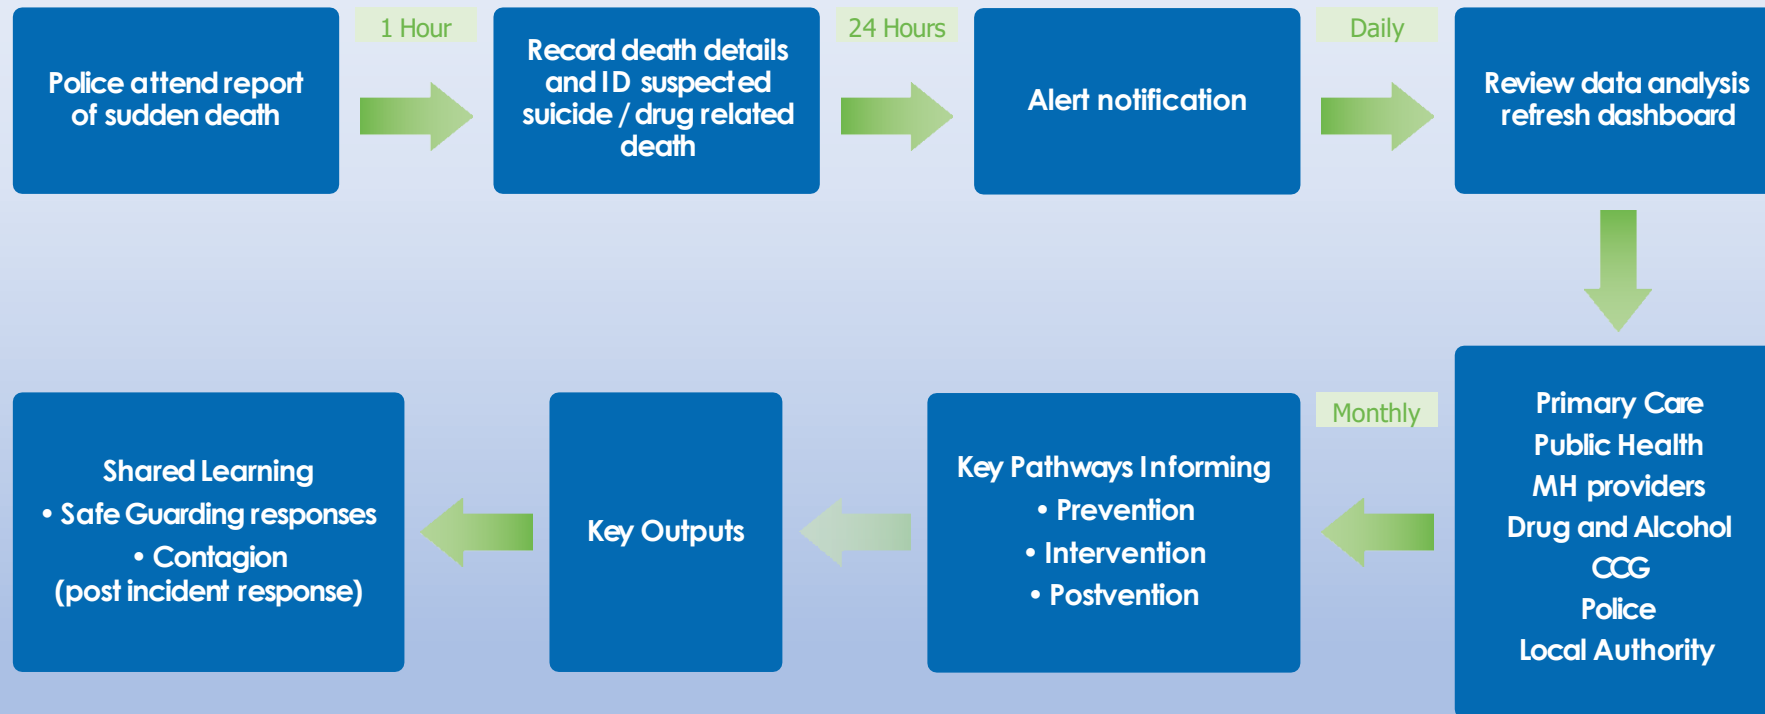 Police attend report
of sudden death
1 Hour
Record death details
and ID suspected
suicide / drug related
death
24 Hours
Alert notification
Daily
Review data analysis
refresh dashboard
Primary Care
Public Health
MH providers
Drug and Alcohol
CCG
Police
Local Authority
Monthly
Key Pathways Informing
• Prevention
• Intervention
• Postvention
Key Outputs
Shared Learning
• Safe Guarding responses
• Contagion
(post incident response)